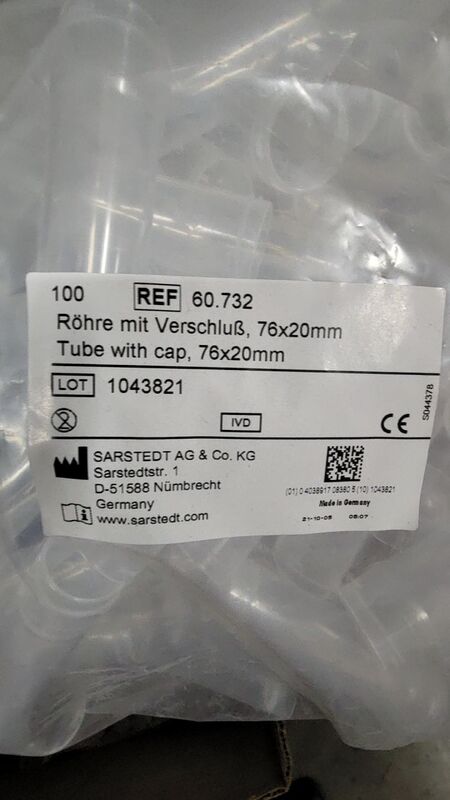 100 REF 60.732
Röhre mit Verschluß, 76x20mm
Tube with cap, 76x20mm
LOT 1043821
IVD CE
S044378
SARSTEDT AG & Co. KG
Sarstedtstr. 1
D-51588 Nümbrecht
Germany
www.sarstedt.com
(01) 0 4038917 08380 5 (10) 1043821
Made in Germany
21-10-05 05:07